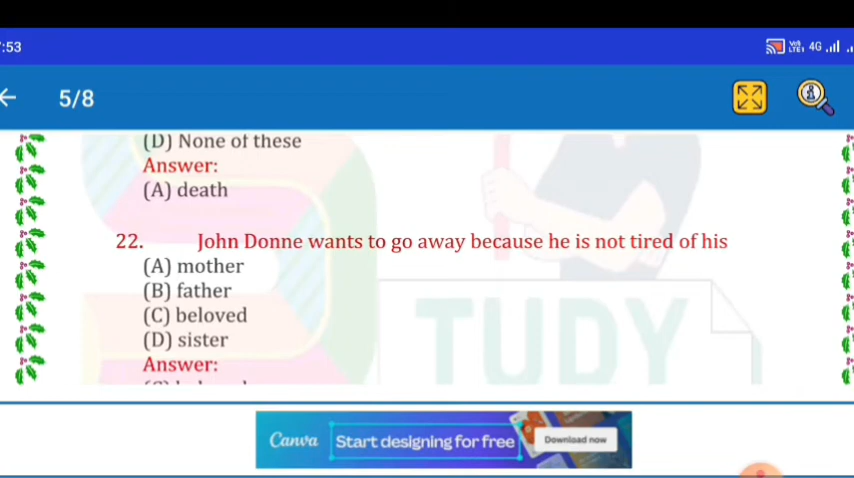 :53
4G
5/8
(D) None of these
Answer:
(A) death
22. John Donne wants to go away because he is not tired of his
(A) mother
(B) father
(C) beloved
(D) sister
Answer:
TUDY
Canva Start designing for free Download now